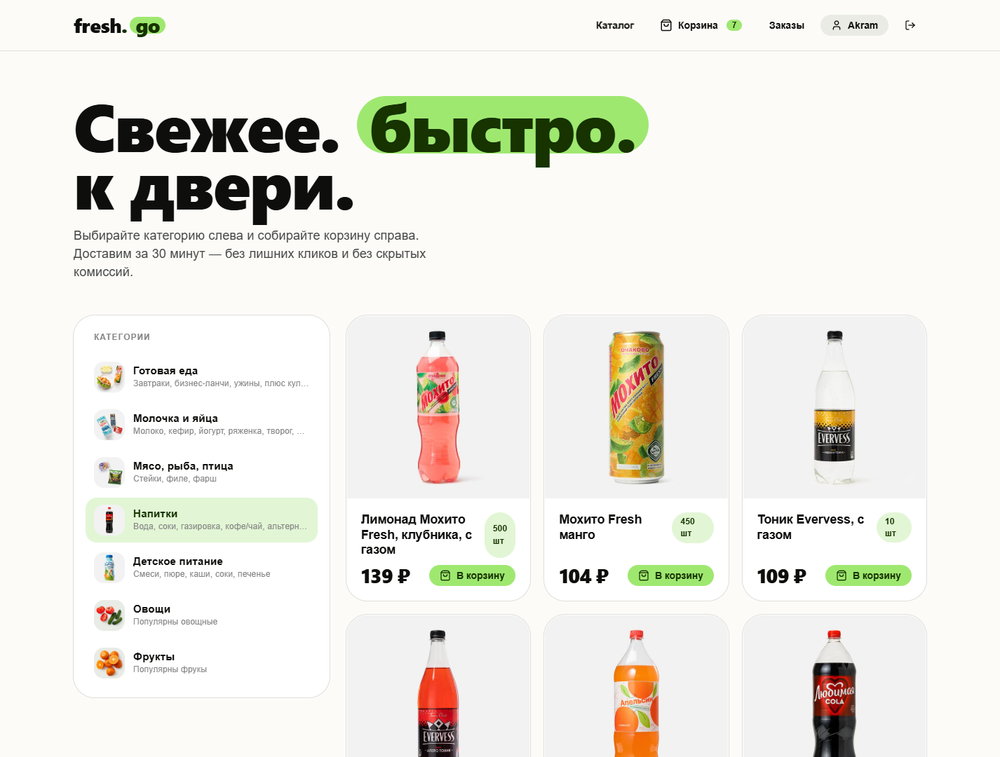 fresh. go
Каталог
Корзина 7
Заказы
Akram
Свежее. быстро.
к двери.
Выбирайте категорию слева и собирайте корзину справа.
Доставим за 30 минут — без лишних кликов и без скрытых
комиссий.
КАТЕГОРИИ
Готовая еда
Завтраки, бизнес-ланчи, ужины, плюс кул...
Молочка и яйца
Молоко, кефир, йогурт, ряженка, творог, ...
Мясо, рыба, птица
Стейки, филе, фарш
Напитки
Вода, соки, газировка, кофе/чай, альтерн...
Детское питание
Смеси, пюре, каши, соки, печенье
Овощи
Популярны овощные
Фрукты
Популярны фрукы
ОЧАКОВО
МОХИТО
FRESH
Лимонад Мохито
Fresh, клубника, с
газом
500
шт
139 ₽
В корзину
ОЧАКОВО
МОХИТО
FRESH
Мохито Fresh
манго
450
шт
104 ₽
В корзину
EVERVESS
Тоник Evervess, с
газом
10
шт
109 ₽
В корзину
EVERVESS
Апельсин
Любимая
COLA